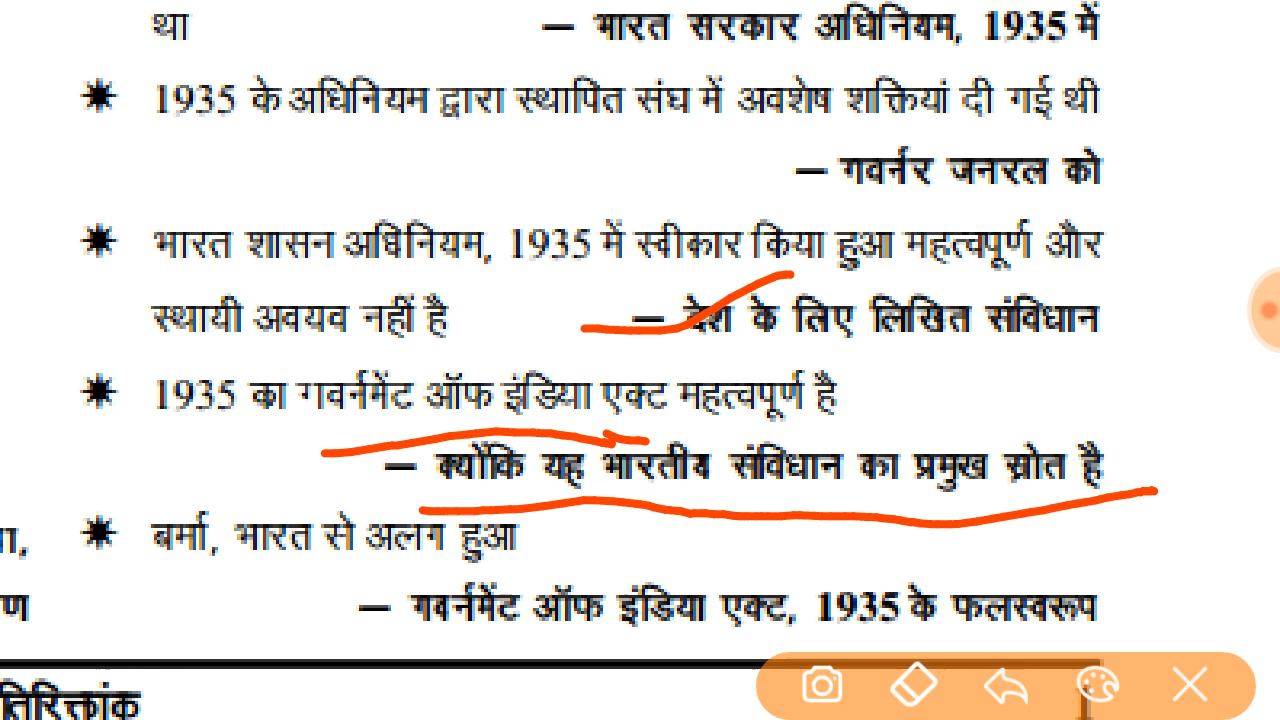 था — भारत सरकार अधिनियम, 1935 में
✷ 1935 के अधिनियम द्वारा स्थापित संघ में अवशेष शक्तियां दी गई थी
— गवर्नर जनरल को
✷ भारत शासन अधिनियम, 1935 में स्वीकार किया हुआ महत्वपूर्ण और
स्थायी अवयव नहीं है — देश के लिए लिखित संविधान
✷ 1935 का गवर्नमेंट ऑफ इंडिया एक्ट महत्वपूर्ण है
— क्योंकि यह भारतीय संविधान का प्रमुख स्रोत है
✷ बर्मा, भारत से अलग हुआ
— गवर्नमेंट ऑफ इंडिया एक्ट, 1935 के फलस्वरूप